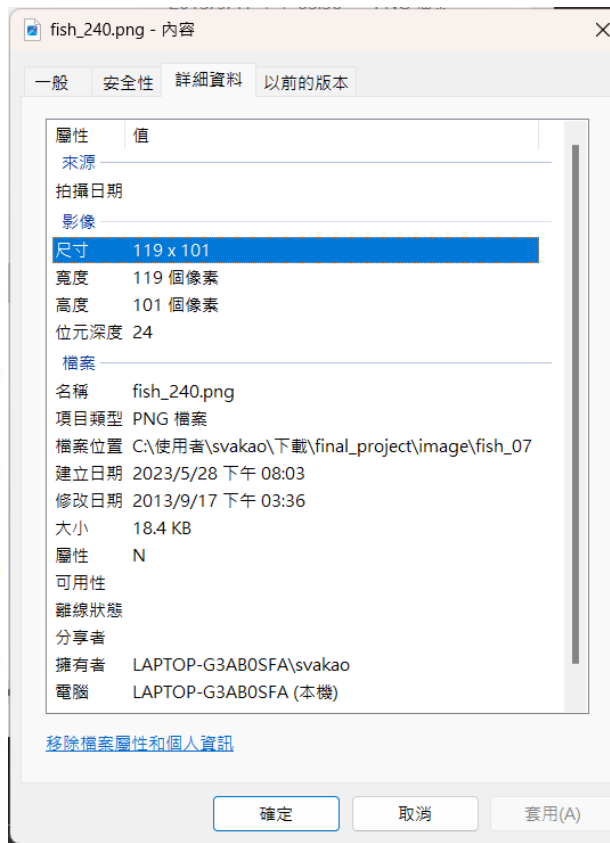 fish_240.png - 內容
一般 安全性 詳細資料 以前的版本
屬性 值
來源
拍攝日期
影像
尺寸 119 x 101
寬度 119 個像素
高度 101 個像素
位元深度 24
檔案
名稱 fish_240.png
項目類型 PNG 檔案
檔案位置 C:\使用者\svakao\下載\final_project\image\fish_07
建立日期 2023/5/28 下午 08:03
修改日期 2013/9/17 下午 03:36
大小 18.4 KB
屬性 N
可用性
離線狀態
分享者
擁有者 LAPTOP-G3AB0SFA\svakao
電腦 LAPTOP-G3AB0SFA (本機)
移除檔案屬性和個人資訊
確定 取消 套用(A)